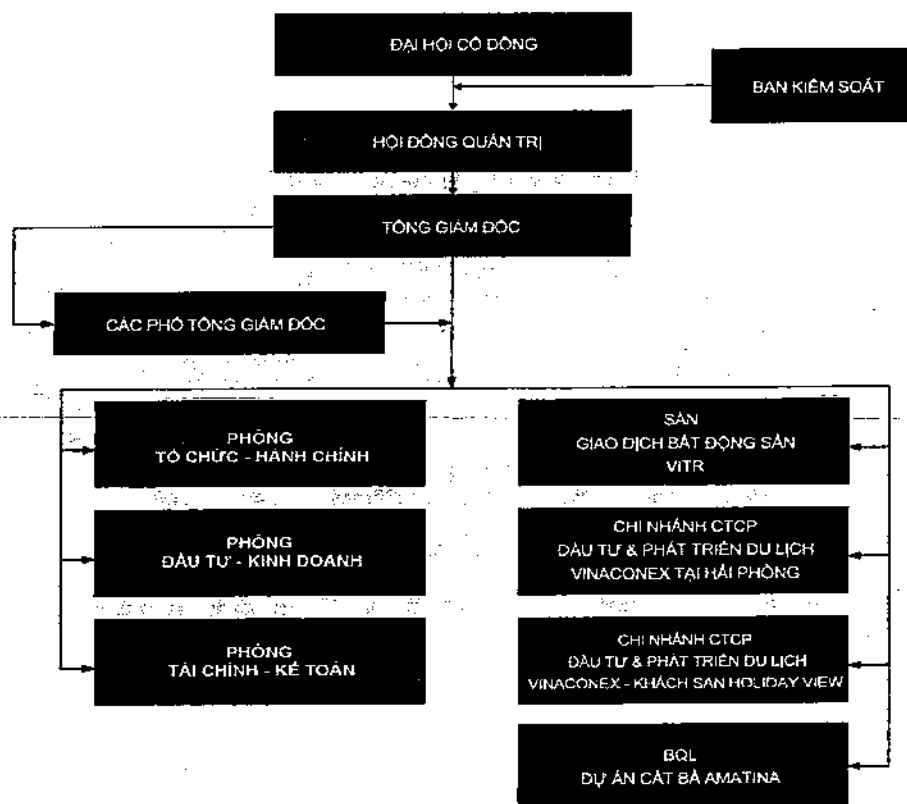 ĐẠI HỘI CỔ ĐÔNG
BAN KIỂM SOÁT
HỘI ĐỒNG QUẢN TRỊ
TỔNG GIÁM ĐỐC
CÁC PHÓ TỔNG GIÁM ĐỐC
PHÒNG
TỔ CHỨC - HÀNH CHÍNH
PHÒNG
ĐẦU TƯ - KINH DOANH
PHÒNG
TÀI CHÍNH - KẾ TOÁN
SÀN
GIAO DỊCH BẤT ĐỘNG SẢN
VITR
CHI NHÁNH CTCP
ĐẦU TƯ & PHÁT TRIỂN DU LỊCH
VINACONEX TẠI HẢI PHÒNG
CHI NHÁNH CTCP
ĐẦU TƯ & PHÁT TRIỂN DU LỊCH
VINACONEX - KHÁCH SẠN HOLIDAY VIEW
BQL
DỰ ÁN CÁT BÀ AMATINA